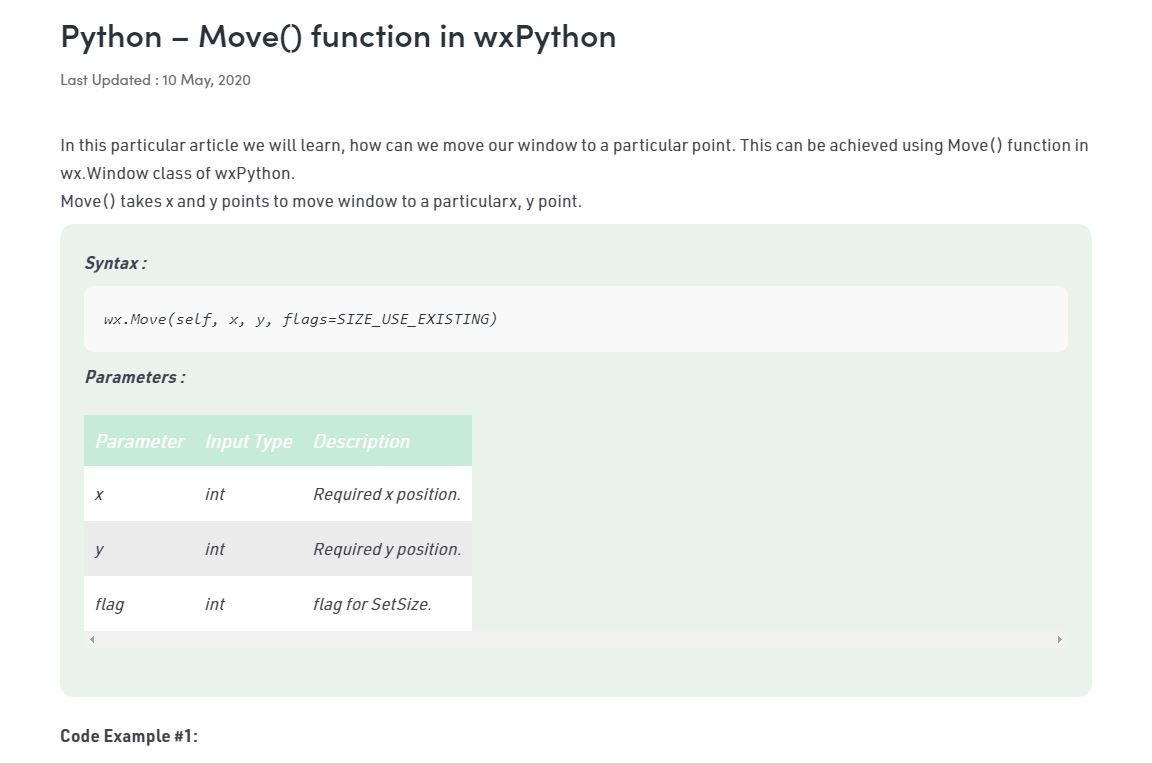 Python – Move() function in wxPython
Last Updated : 10 May, 2020
In this particular article we will learn, how can we move our window to a particular point. This can be achieved using Move() function in
wx.Window class of wxPython.
Move() takes x and y points to move window to a particularx, y point.
Syntax :
wx.Move(self, x, y, flags=SIZE_USE_EXISTING)
Parameters :
Parameter Input Type Description
x int Required x position.
y int Required y position.
flag int flag for SetSize.
Code Example #1: